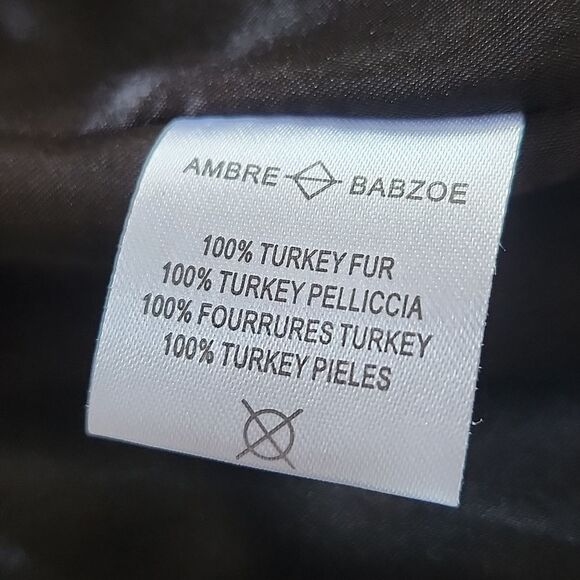 AMBRE BABZOE
100% TURKEY FUR
100% TURKEY PELLICCIA
100% FOURRURES TURKEY
100% TURKEY PIELES